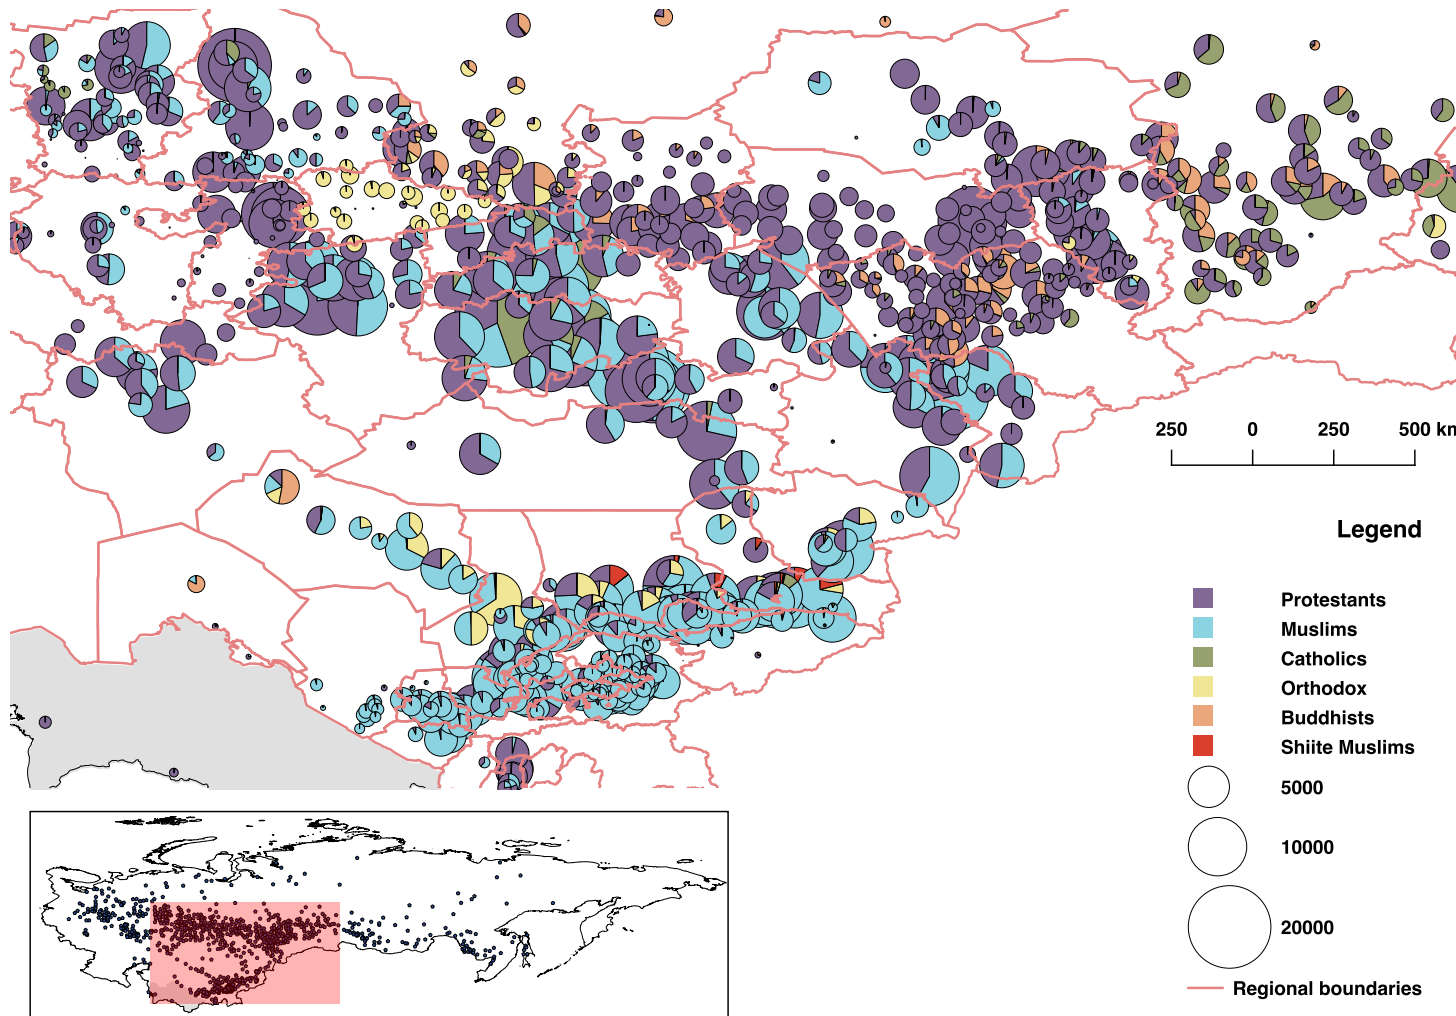 250 0 250 500 km
Legend
Protestants
Muslims
Catholics
Orthodox
Buddhists
Shiite Muslims
5000
10000
20000
Regional boundaries